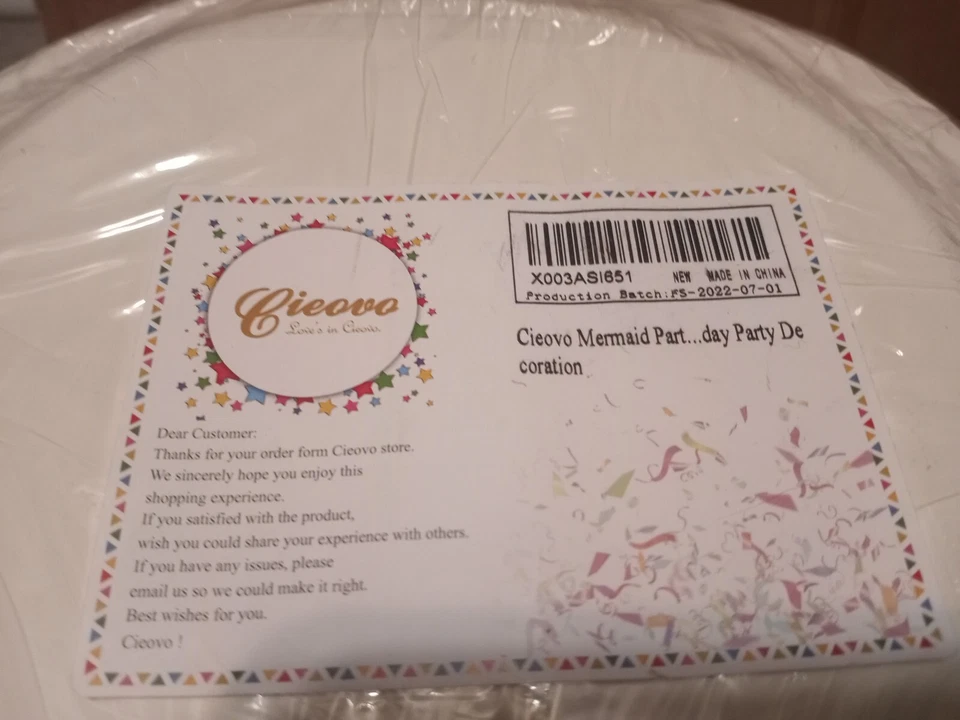 Cieovo
Love's in Cieovo.
X003ASI651 NEW MADE IN CHINA
Production Batch:FS-2022-07-01
Cieovo Mermaid Part...day Party De
coration
Dear Customer:
Thanks for your order form Cieovo store.
We sincerely hope you enjoy this
shopping experience.
If you satisfied with the product,
wish you could share your experience with others.
If you have any issues, please
email us so we could make it right.
Best wishes for you.
Cieovo !